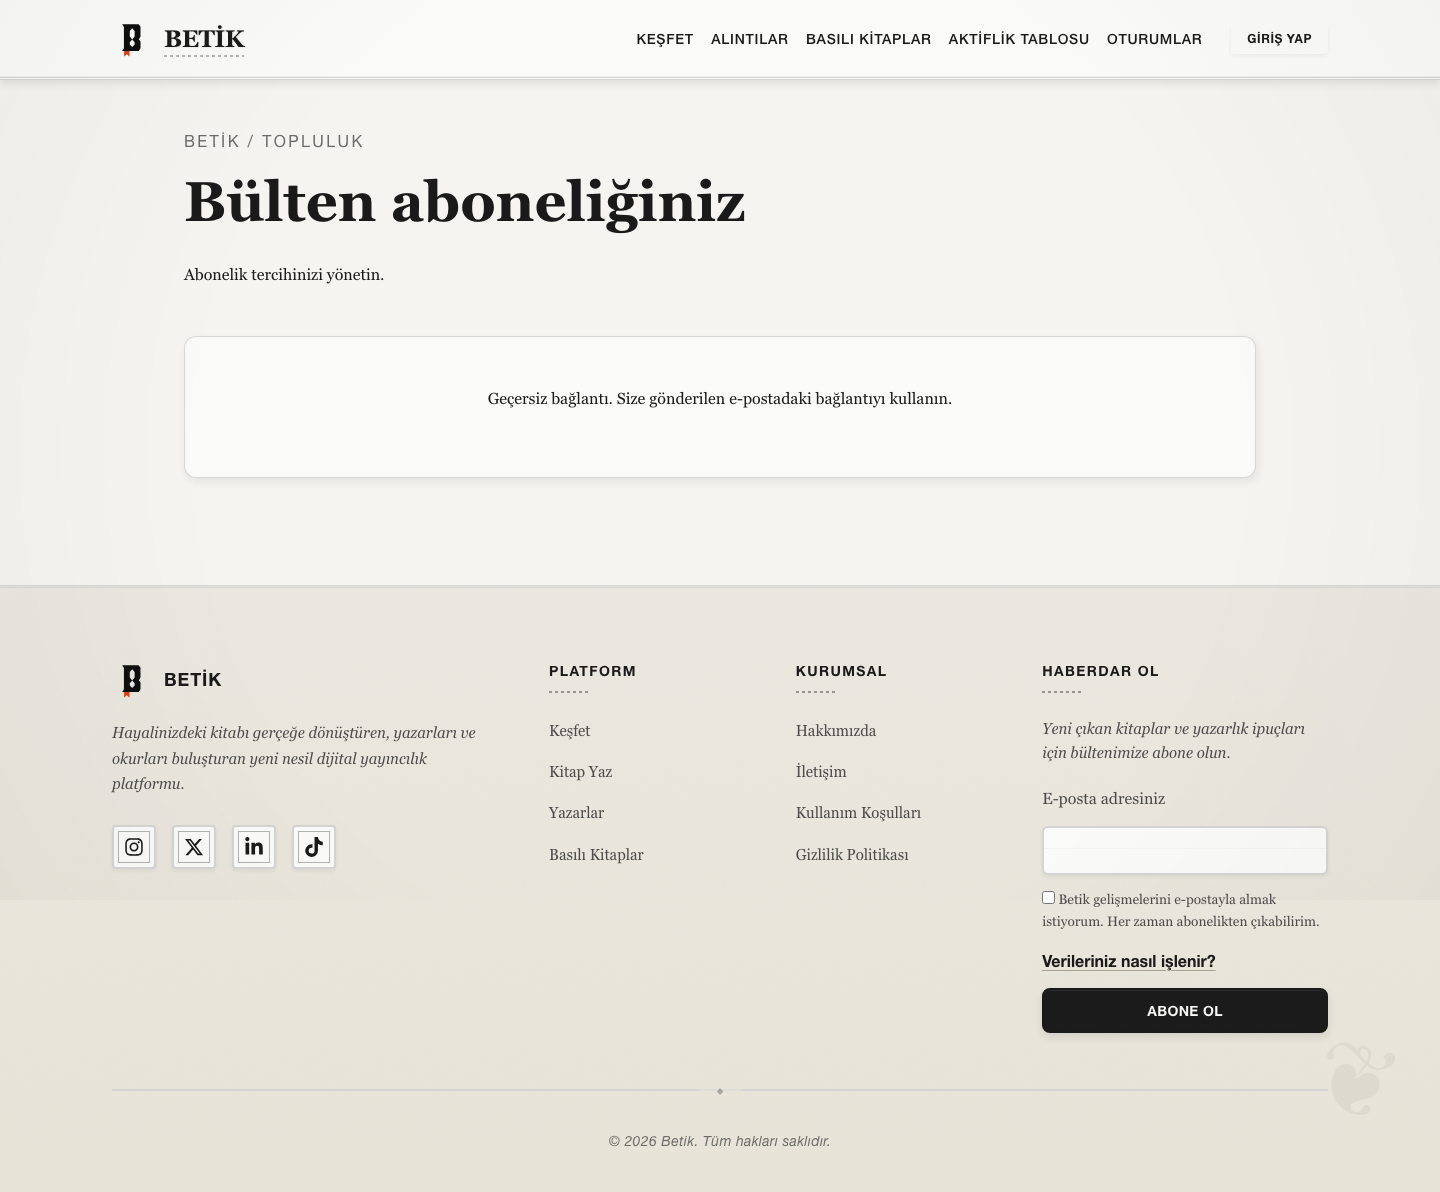 BETİK
KEŞFET
ALINTILAR
BASILI KİTAPLAR
AKTİFLİK TABLOSU
OTURUMLAR
GİRİŞ YAP
BETİK / TOPLULUK
Bülten aboneliğiniz
Abonelik tercihinizi yönetin.
Geçersiz bağlantı. Size gönderilen e-postadaki bağlantıyı kullanın.
BETİK
Hayalinizdeki kitabı gerçeğe dönüştüren, yazarları ve
okurları buluşturan yeni nesil dijital yayıncılık
platformu.
PLATFORM
Keşfet
Kitap Yaz
Yazarlar
Basılı Kitaplar
KURUMSAL
Hakkımızda
İletişim
Kullanım Koşulları
Gizlilik Politikası
HABERDAR OL
Yeni çıkan kitaplar ve yazarlık ipuçları
için bültenimize abone olun.
E-posta adresiniz
Betik gelişmelerini e-postayla almak
istiyorum. Her zaman abonelikten çıkabilirim.
Verileriniz nasıl işlenir?
ABONE OL
© 2026 Betik. Tüm hakları saklıdır.